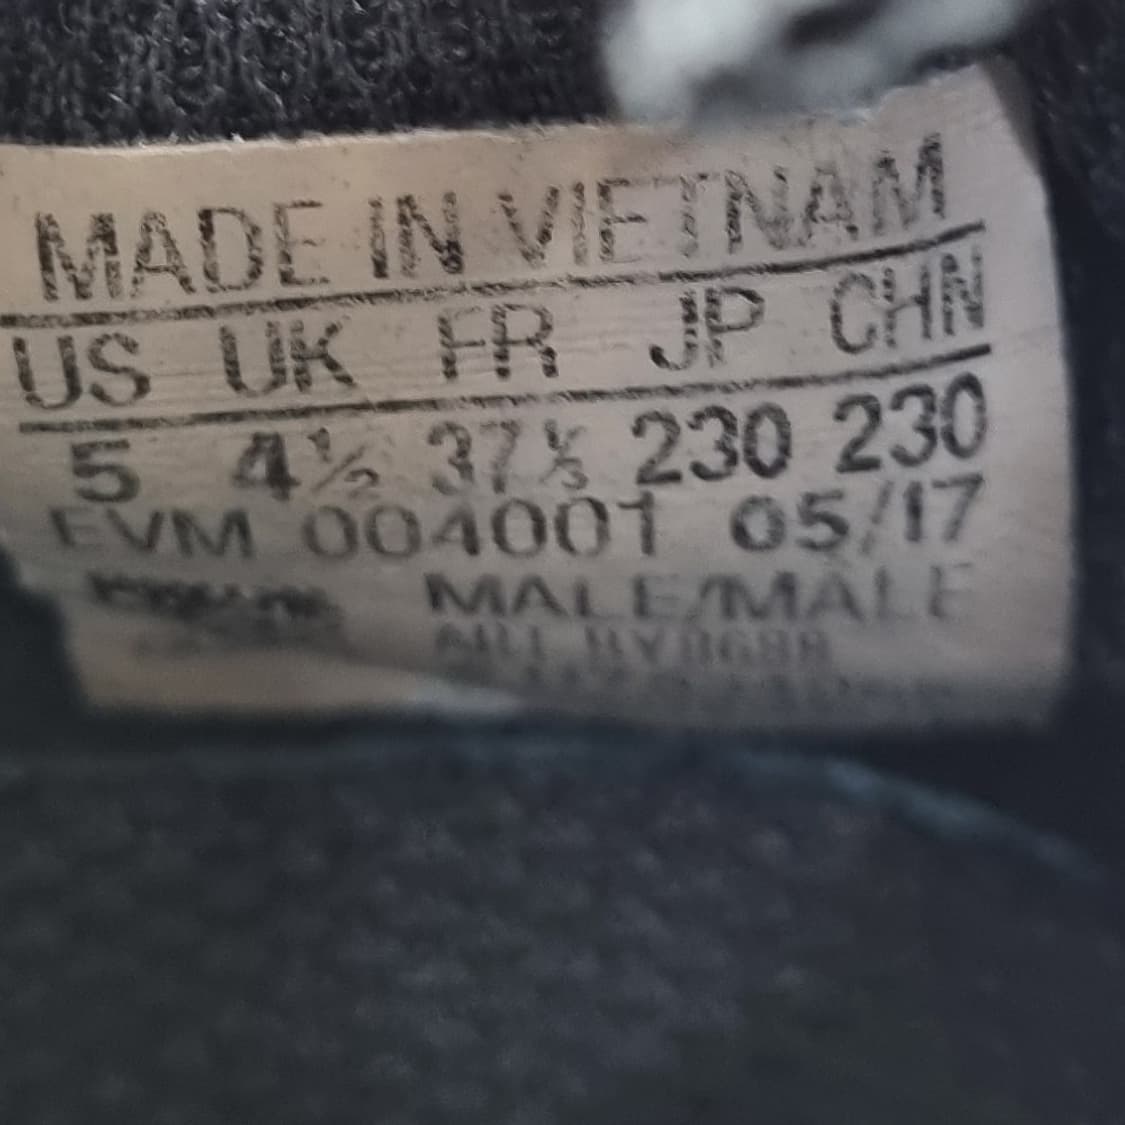 MADE IN VIETNAM
US UK FR JP CHN
5 4½ 37⅓ 230 230
EVM 004001 05/17
MALE/MÂLE